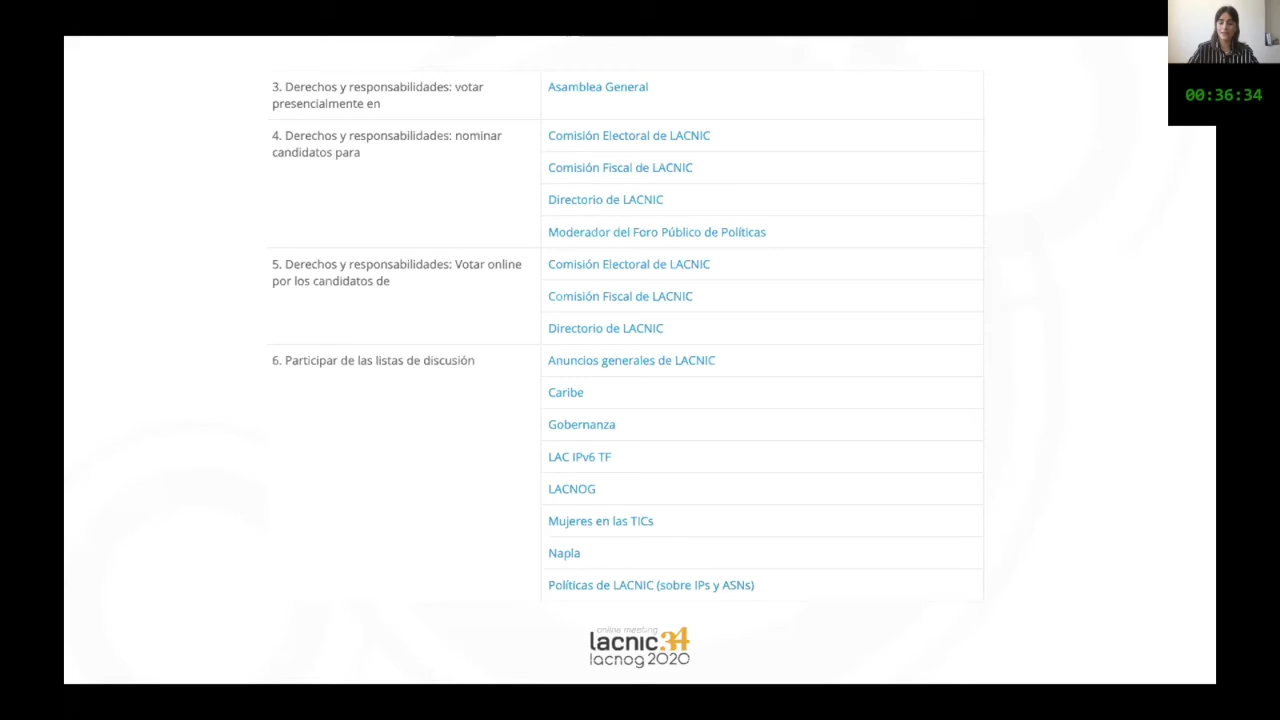 00:36:34
3. Derechos y responsabilidades: votar
presencialmente en
Asamblea General
4. Derechos y responsabilidades: nominar
candidatos para
Comisión Electoral de LACNIC
Comisión Fiscal de LACNIC
Directorio de LACNIC
Moderador del Foro Público de Políticas
5. Derechos y responsabilidades: Votar online
por los candidatos de
Comisión Electoral de LACNIC
Comisión Fiscal de LACNIC
Directorio de LACNIC
6. Participar de las listas de discusión
Anuncios generales de LACNIC
Caribe
Gobernanza
LAC IPv6 TF
LACNOG
Mujeres en las TICs
Napla
Políticas de LACNIC (sobre IPs y ASNs)
online meeting
lacnic34
lacnog 2020